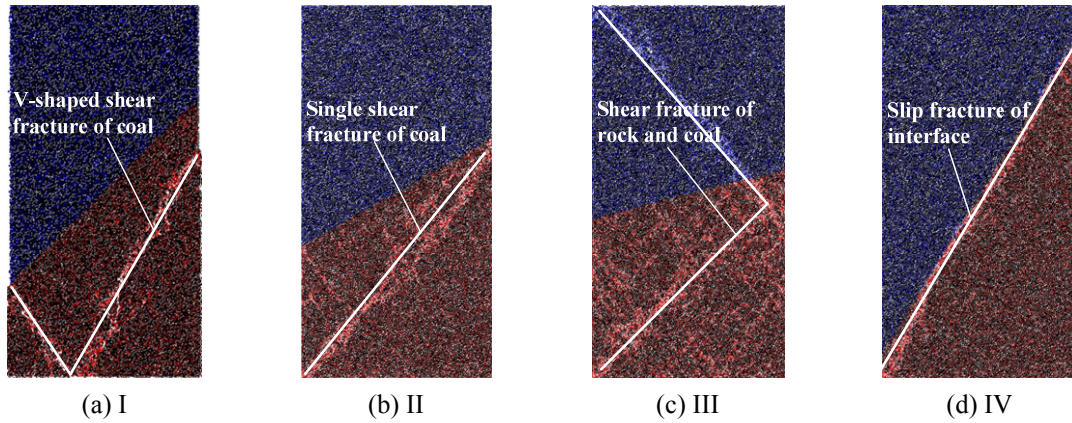 V-shaped shear
fracture of coal
Single shear
fracture of coal
Shear fracture of
rock and coal
Slip fracture of
interface
(a) I
(b) II
(c) III
(d) IV